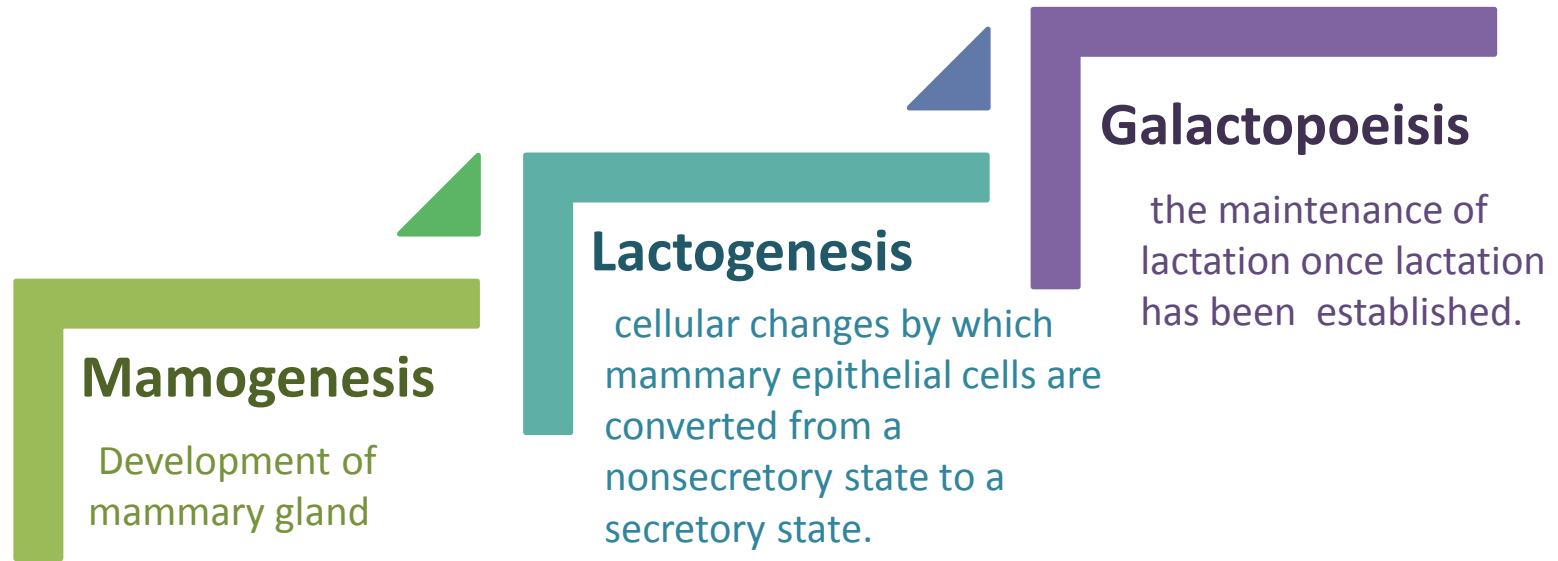 Mamogenesis
Development of
mammary gland
Lactogenesis
cellular changes by which
mammary epithelial cells are
converted from a
nonsecretory state to a
secretory state.
Galactopoeisis
the maintenance of
lactation once lactation
has been established.